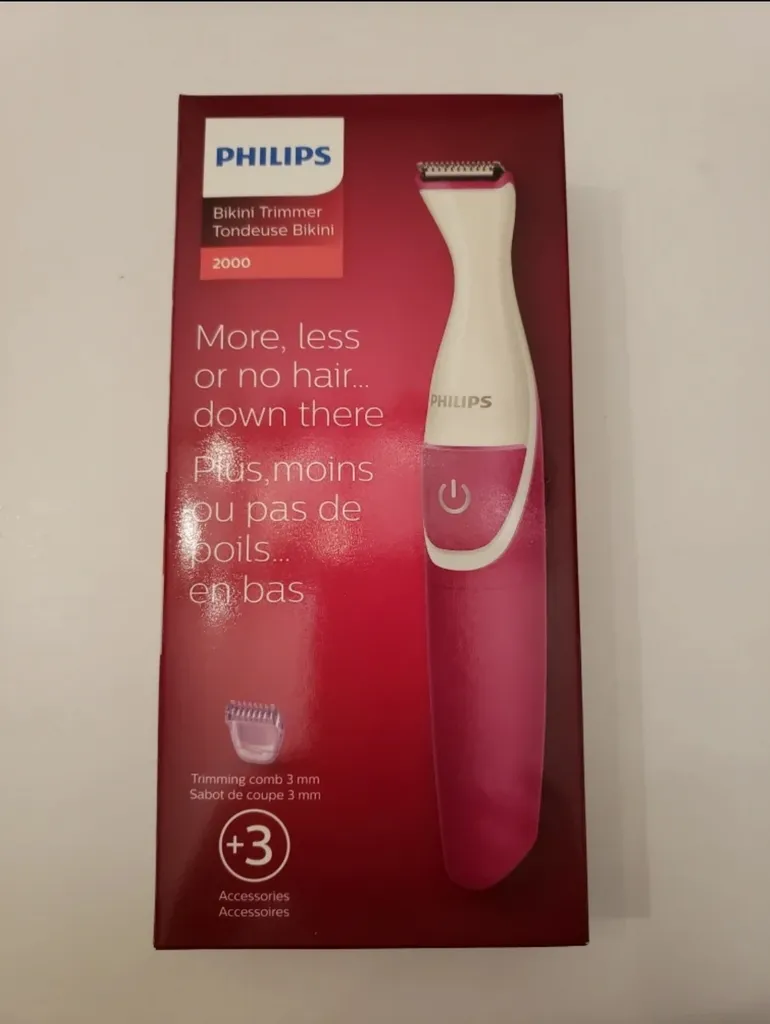 PHILIPS
Bikini Trimmer
Tondeuse Bikini
2000
More, less
or no hair...
down there
Plus, moins
ou pas de
poils...
en bas
PHILIPS
Trimming comb 3 mm
Sabot de coupe 3 mm
+3
Accessories
Accessoires